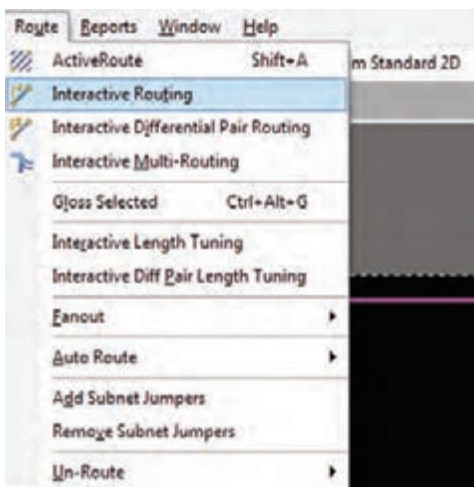 Route Reports Window Help
ActiveRoute Shift+A m Standard 2D
Interactive Routing
Interactive Differential Pair Routing
Interactive Multi-Routing
Gloss Selected Ctrl+Alt+G
Interactive Length Tuning
Interactive Diff Pair Length Tuning
Fanout
Auto Route
Add Subnet Jumpers
Remove Subnet Jumpers
Un-Route